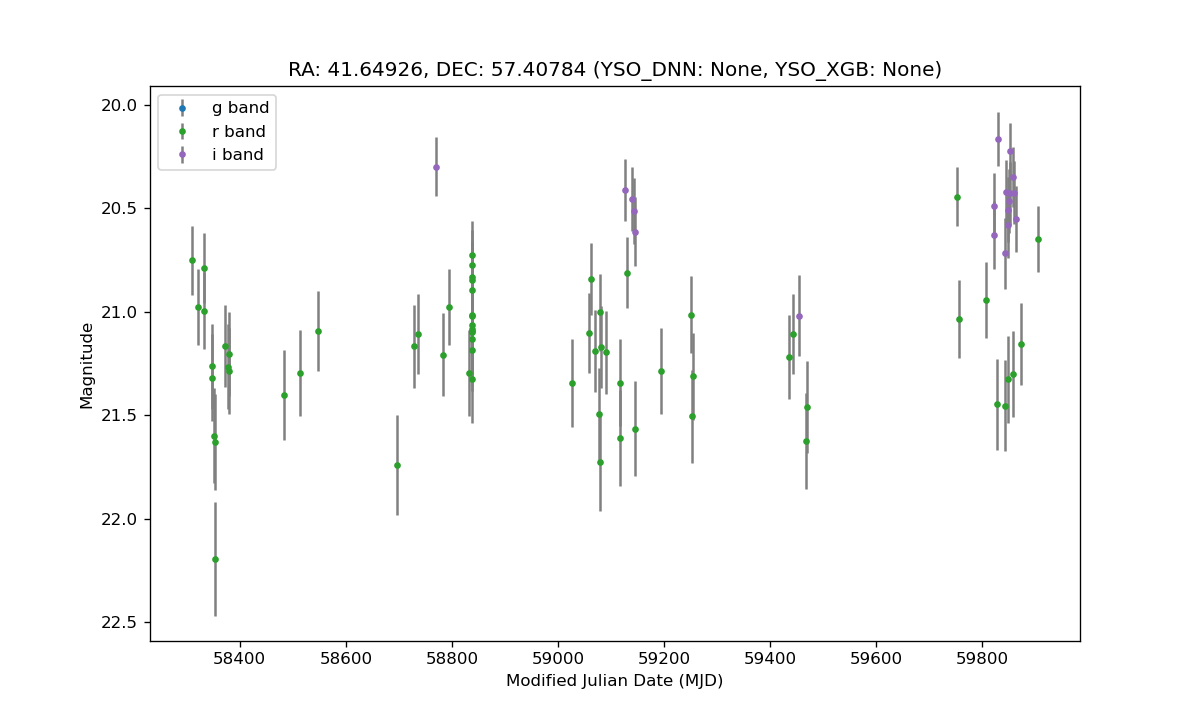 RA: 41.64926, DEC: 57.40784 (YSO_DNN: None, YSO_XGB: None)
g band
r band
i band
20.0
20.5
21.0
21.5
22.0
22.5
Magnitude
58400 58600 58800 59000 59200 59400 59600 59800
Modified Julian Date (MJD)